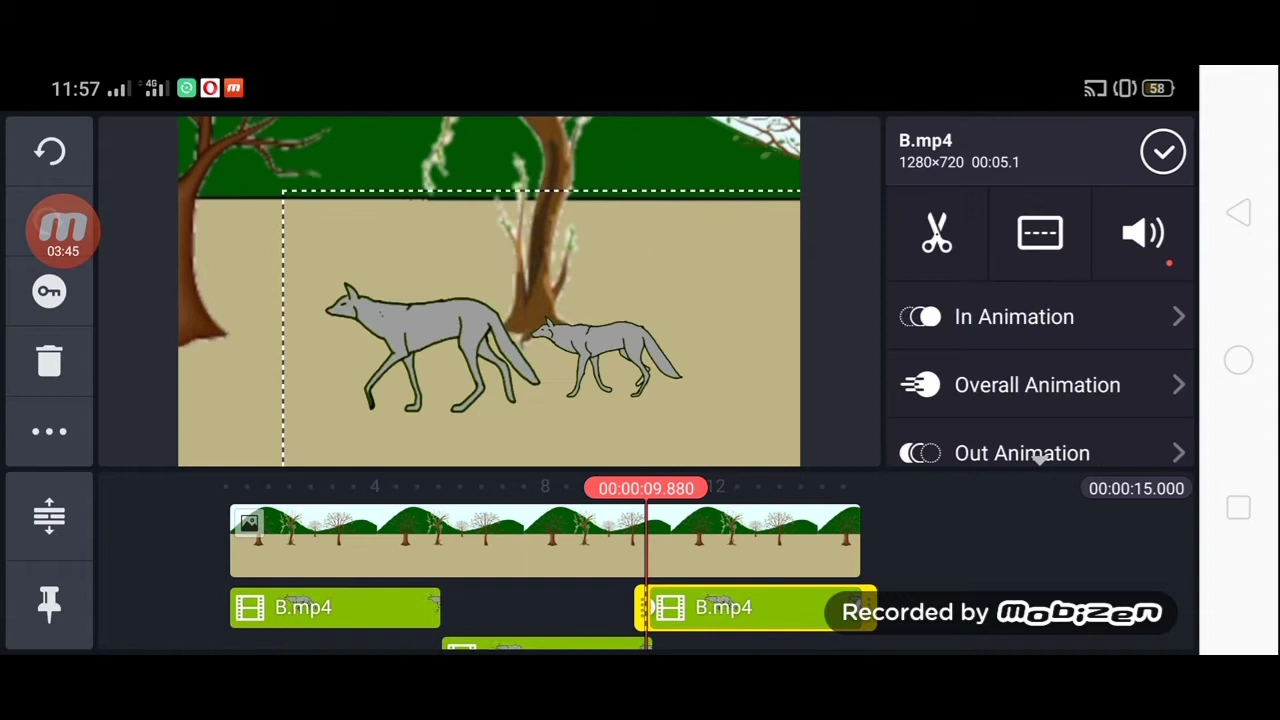 11:57
4G
58
03:45
B.mp4
1280×720 00:05.1
In Animation
Overall Animation
Out Animation
4
8
00:00:09.880
12
00:00:15.000
B.mp4
B.mp4
Recorded by mobizen